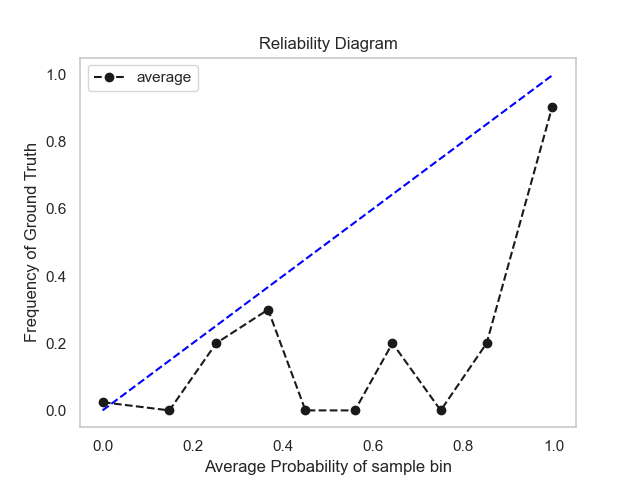 Reliability Diagram
average
1.0
0.8
0.6
0.4
0.2
0.0
Frequency of Ground Truth
0.0 0.2 0.4 0.6 0.8 1.0
Average Probability of sample bin